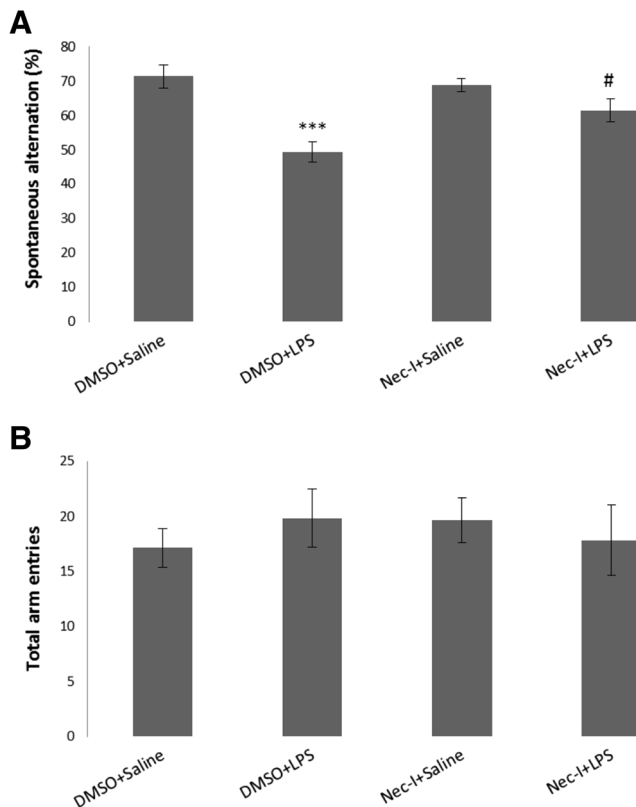 A
Spontaneous alternation (%)
80
70
60
50
40
30
20
10
0
***
#
DMSO+Saline
DMSO+LPS
Nec-I+Saline
Nec-I+LPS
B
Total arm entries
25
20
15
10
5
0
DMSO+Saline
DMSO+LPS
Nec-I+Saline
Nec-I+LPS